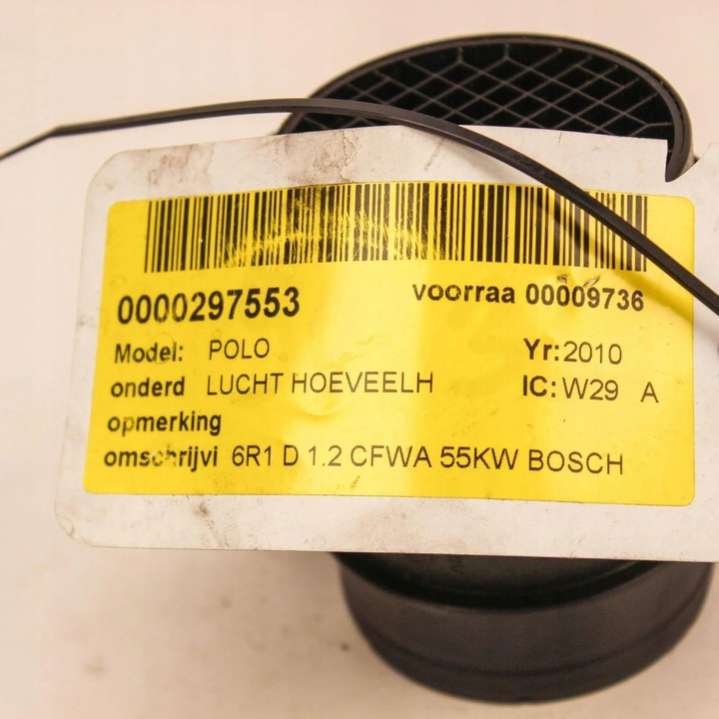 0000297553 voorraa 00009736
Model: POLO Yr: 2010
onderd LUCHT HOEVEELH IC: W29 A
opmerking
omschrijvi 6R1 D 1.2 CFWA 55KW BOSCH